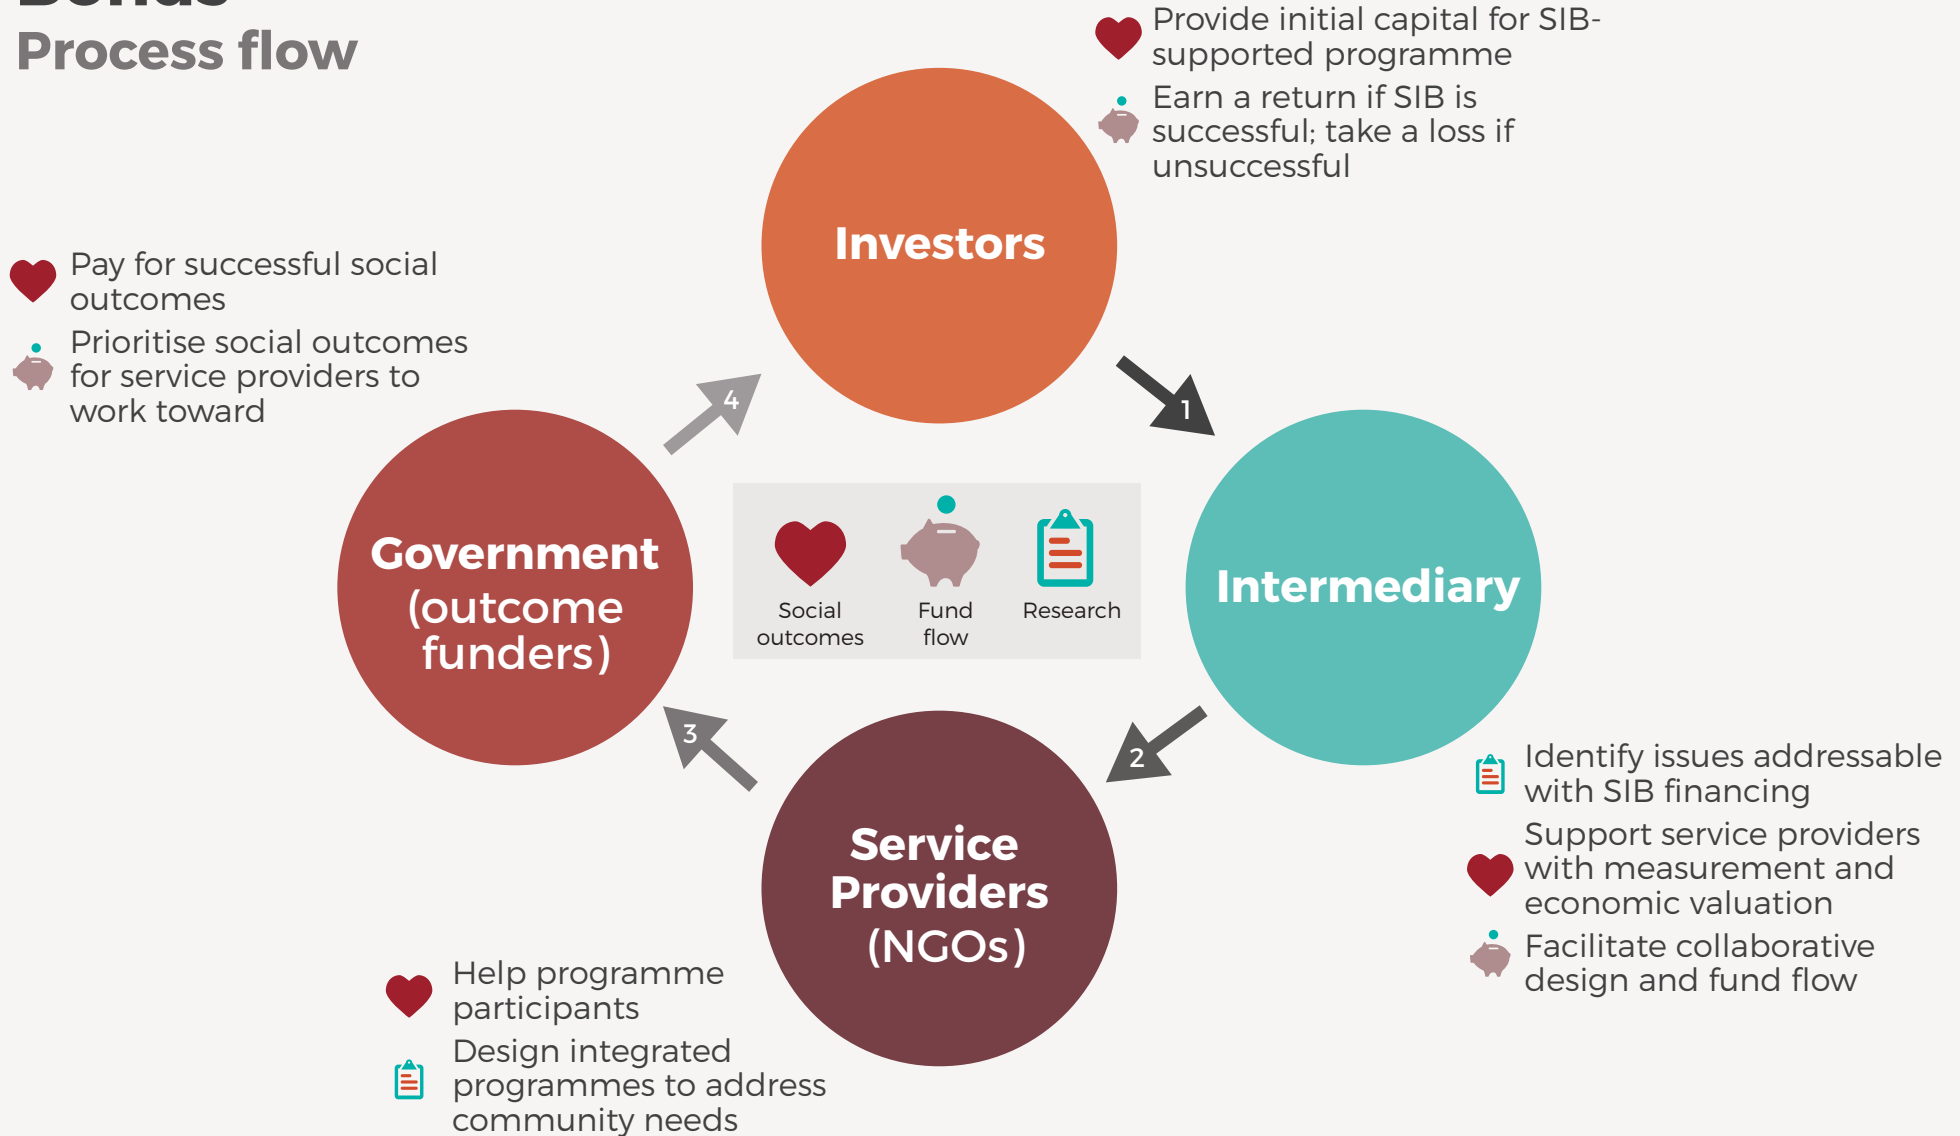 Bonds
Process flow
Provide initial capital for SIB-
supported programme
Earn a return if SIB is
successful; take a loss if
unsuccessful
Investors
Pay for successful social
outcomes
Prioritise social outcomes
for service providers to
work toward
4
1
Government
(outcome
funders)
Social
outcomes
Fund
flow
Research
Intermediary
3
2
Identify issues addressable
with SIB financing
Support service providers
with measurement and
economic valuation
Facilitate collaborative
design and fund flow
Service
Providers
(NGOs)
Help programme
participants
Design integrated
programmes to address
community needs